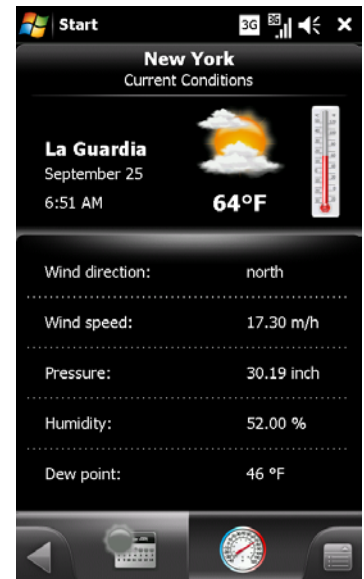 Start 3G 3G
New York
Current Conditions
La Guardia
September 25
6:51 AM 64°F
Wind direction: north
Wind speed: 17.30 m/h
Pressure: 30.19 inch
Humidity: 52.00 %
Dew point: 46 °F